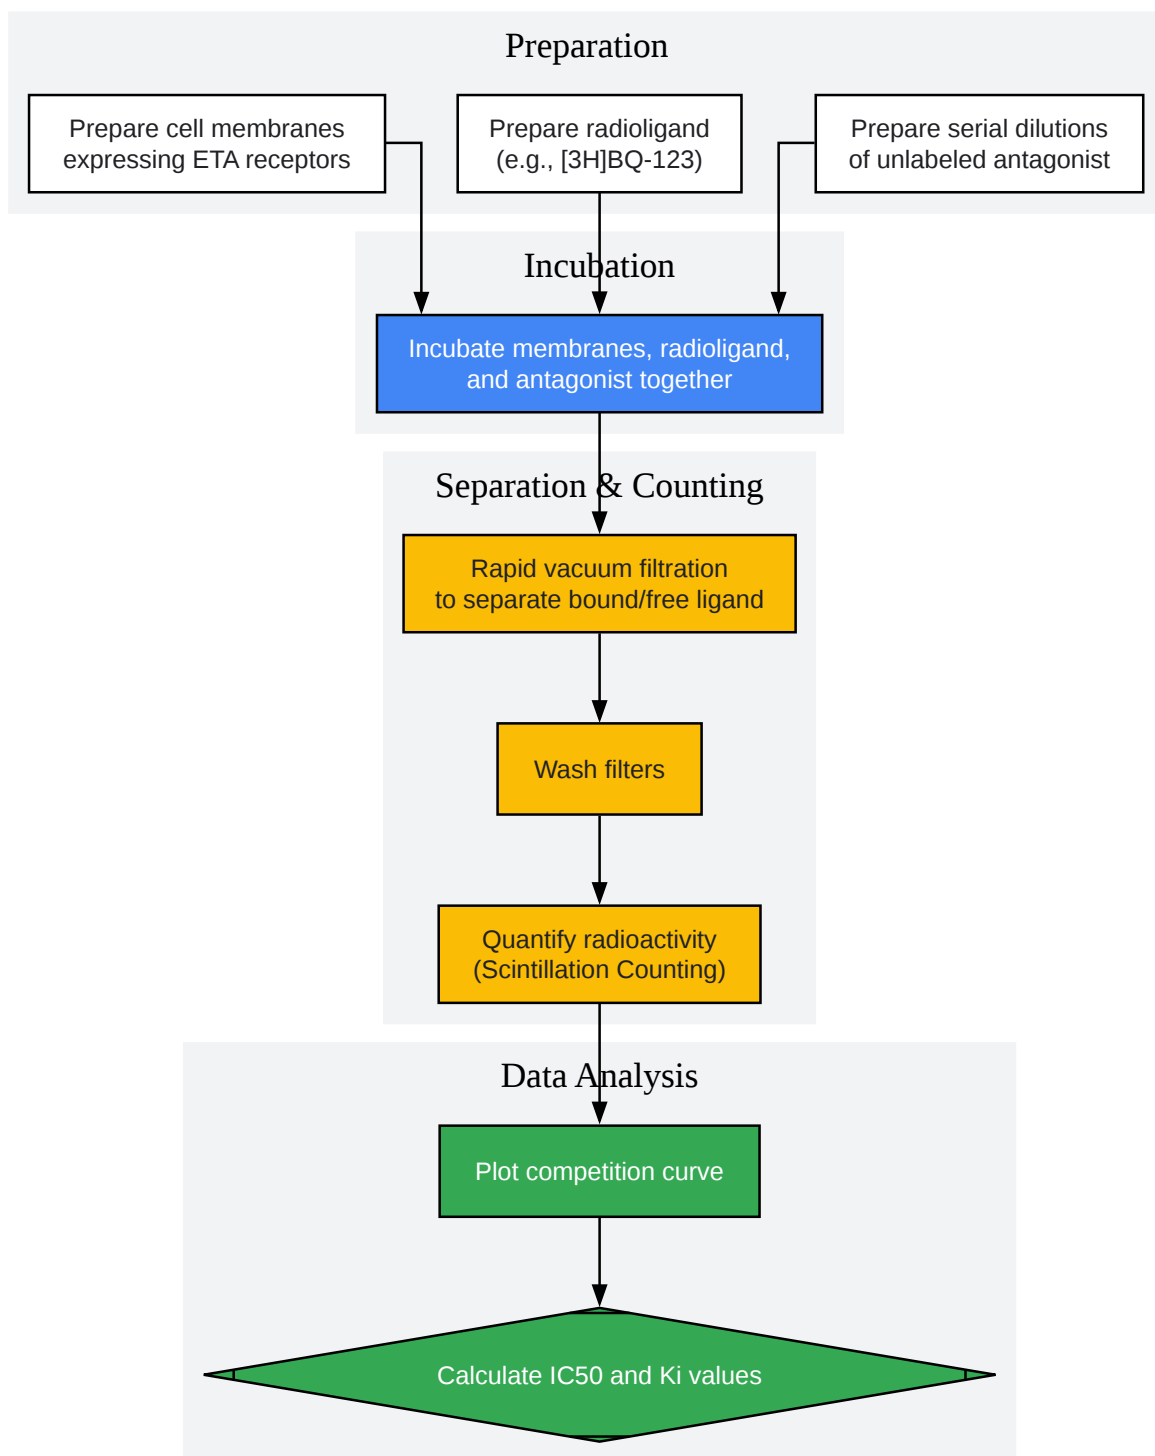 Preparation
Prepare cell membranes
expressing ETA receptors
Prepare radioligand
(e.g., [3H]BQ-123)
Prepare serial dilutions
of unlabeled antagonist
Incubation
Incubate membranes, radioligand,
and antagonist together
Separation & Counting
Rapid vacuum filtration
to separate bound/free ligand
Wash filters
Quantify radioactivity
(Scintillation Counting)
Data Analysis
Plot competition curve
Calculate IC50 and Ki values